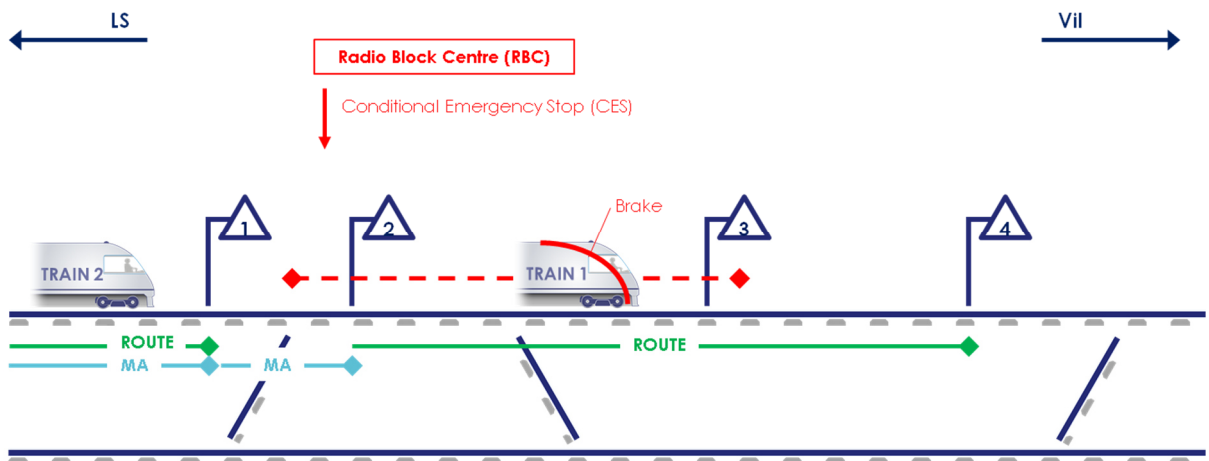 LS
Vil
Radio Block Centre (RBC)
Conditional Emergency Stop (CES)
Brake
1
2
3
4
TRAIN 2
TRAIN 1
ROUTE
ROUTE
MA
MA